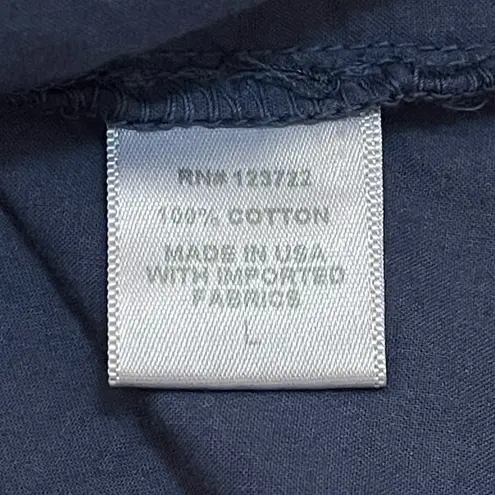 RN# 123722
100% COTTON
MADE IN USA
WITH IMPORTED
FABRICS
L